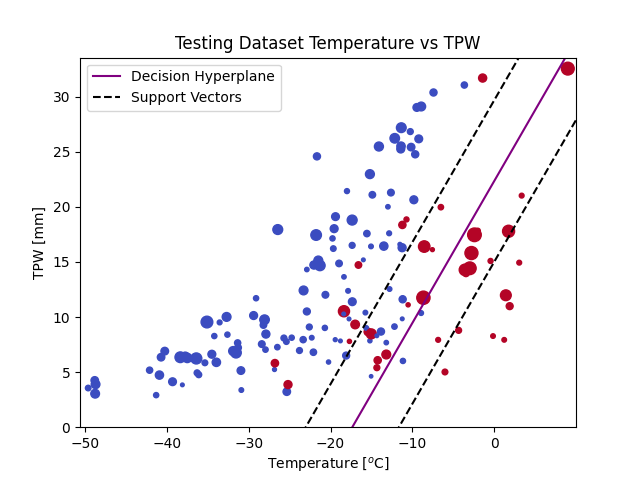 Testing Dataset Temperature vs TPW
Decision Hyperplane
Support Vectors
TPW [mm]
30
25
20
15
10
5
0
-50 -40 -30 -20 -10 0
Temperature [°C]